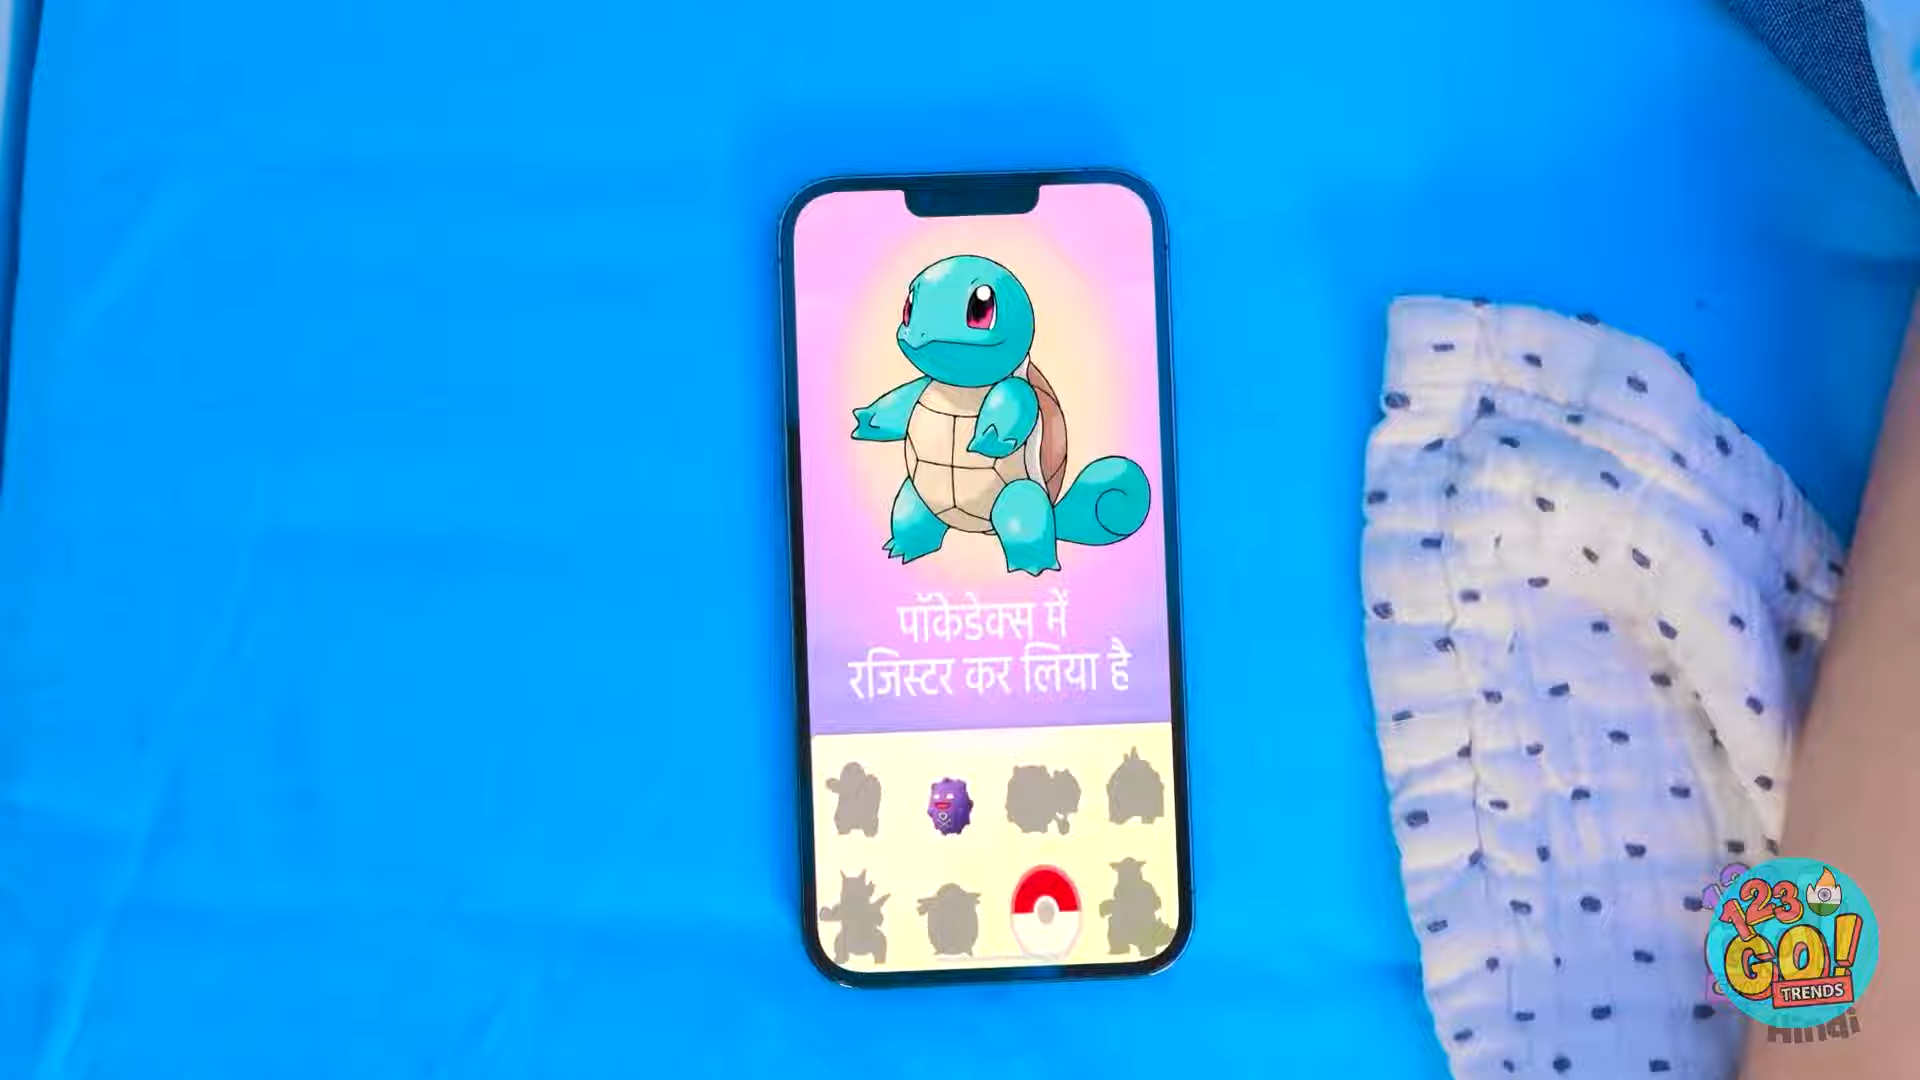 पॉकेडेक्स में
रजिस्टर कर लिया है
123
GO!
TRENDS
Hindi